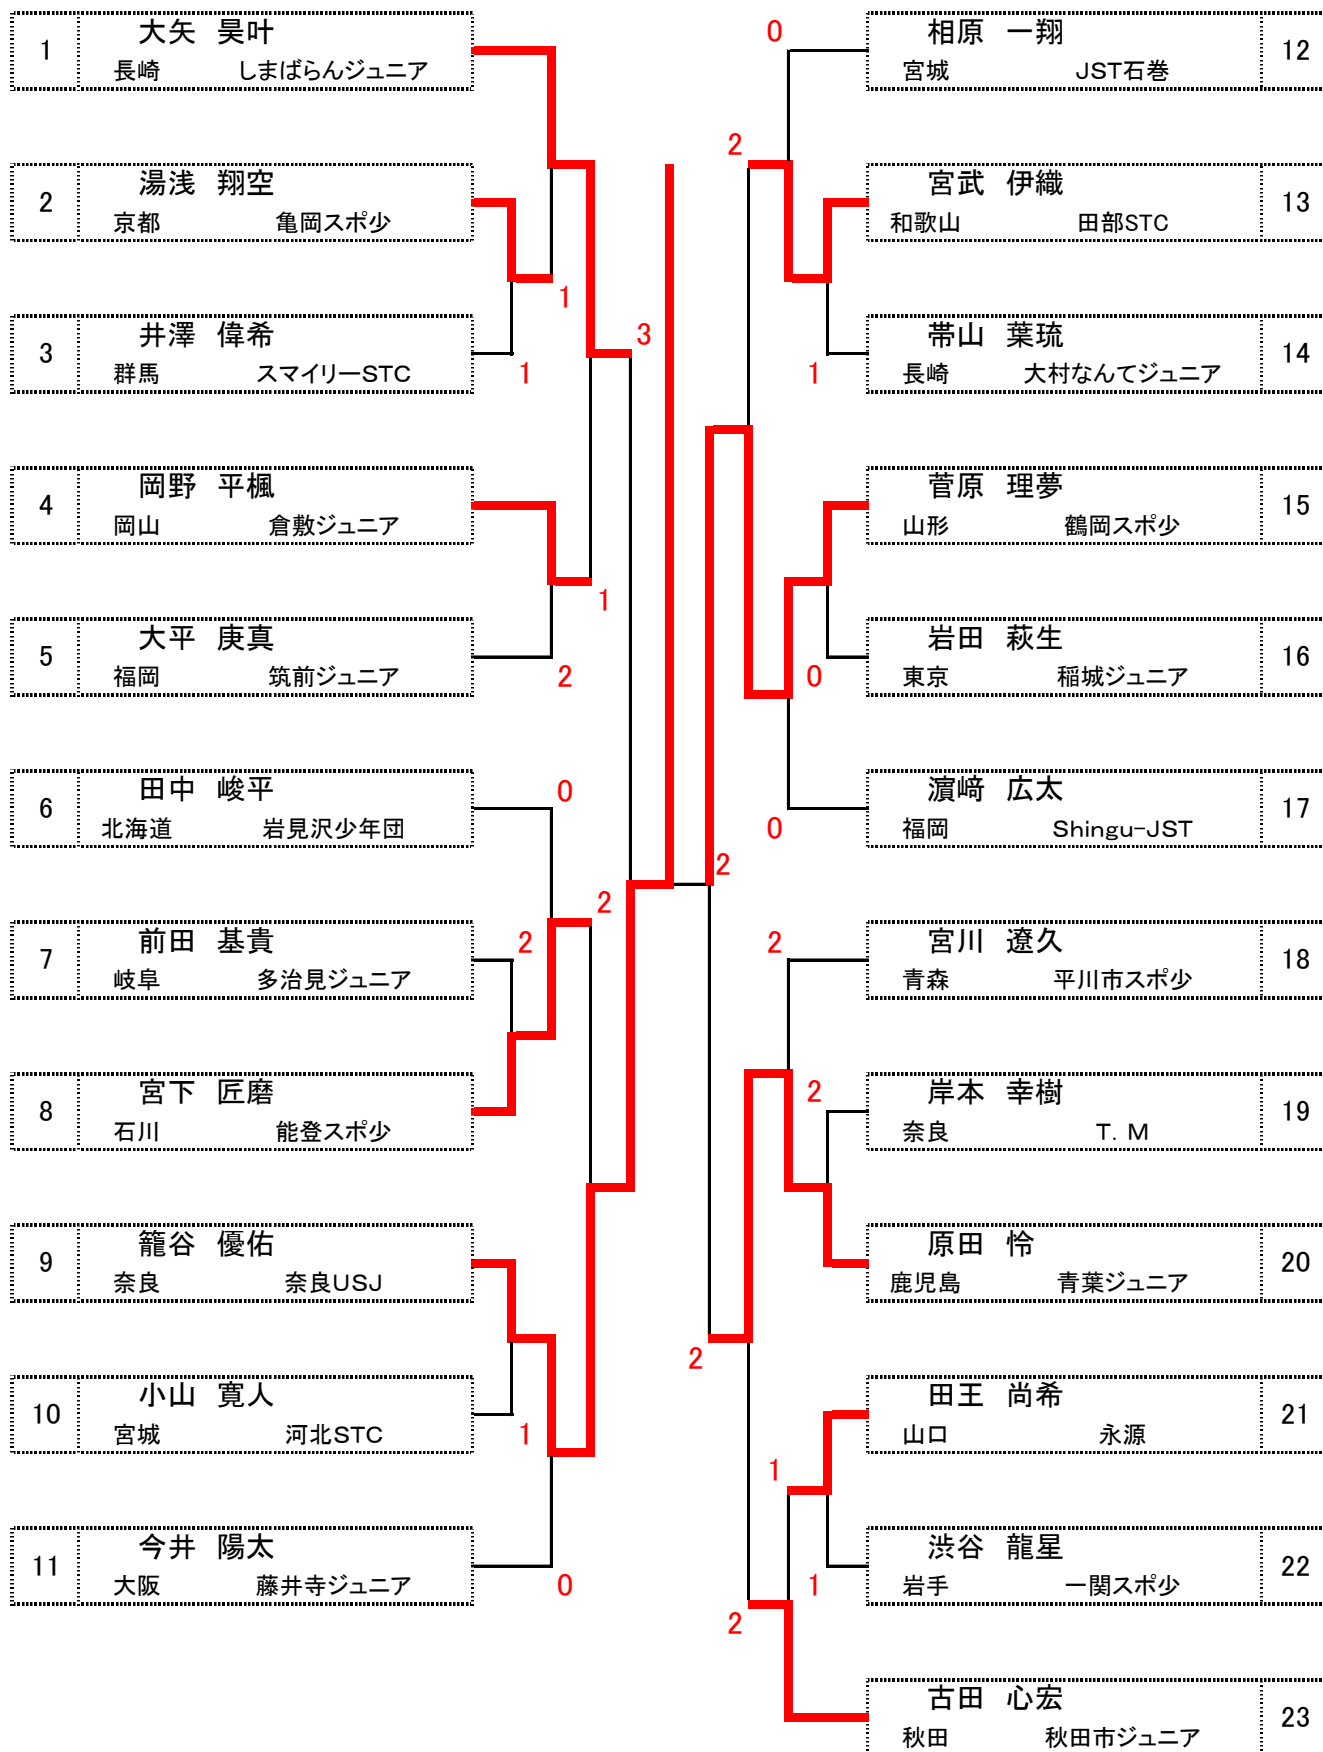 1 大矢 昊叶
長崎 しまばらんジュニア
2 湯浅 翔空
京都 亀岡スポ少
1
3 井澤 偉希
群馬 スマイリーSTC
1
3
4 岡野 平楓
岡山 倉敷ジュニア
1
5 大平 庚真
福岡 筑前ジュニア
2
6 田中 峻平
北海道 岩見沢少年団
0
2
7 前田 基貴
岐阜 多治見ジュニア
2
8 宮下 匠磨
石川 能登スポ少
9 籠谷 優佑
奈良 奈良USJ
10 小山 寛人
宮城 河北STC
1
11 今井 陽太
大阪 藤井寺ジュニア
0
0
相原 一翔 12
宮城 JST石巻
2
宮武 伊織 13
和歌山 田部STC
帯山 葉琉 14
長崎 大村なんてジュニア
1
菅原 理夢 15
山形 鶴岡スポ少
岩田 萩生 16
東京 稲城ジュニア
0
濵﨑 広太 17
福岡 Shingu-JST
0
2
宮川 遼久 18
青森 平川市スポ少
2
岸本 幸樹 19
奈良 T．M
2
原田 怜 20
鹿児島 青葉ジュニア
2
田王 尚希 21
山口 永源
1
渋谷 龍星 22
岩手 一関スポ少
1
2
古田 心宏 23
秋田 秋田市ジュニア